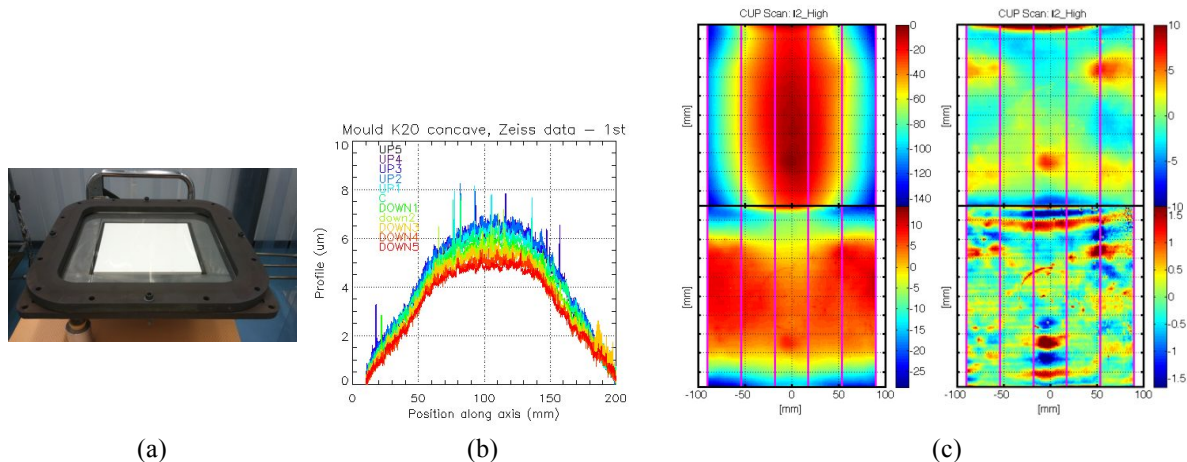 Mould K20 concave, Zeiss data – 1st
10
8
6
4
2
0
Profile (um)
UP5
UP4
UP3
UP2
UP1
C
DOWN1
down2
DOWN3
DOWN4
DOWN5
0 50 100 150 200
Position along axis (mm)
CUP Scan: I2_High
[mm]
0
-20
-40
-60
-80
-100
-120
-140
[mm]
10
5
0
-5
-10
-15
-20
-25
-100 -50 0 50 100
[mm]
CUP Scan: I2_High
[mm]
10
5
0
-5
-10
[mm]
1.5
1
0.5
0
-0.5
-1
-1.5
-100 -50 0 50 100
[mm]
(a) (b) (c)